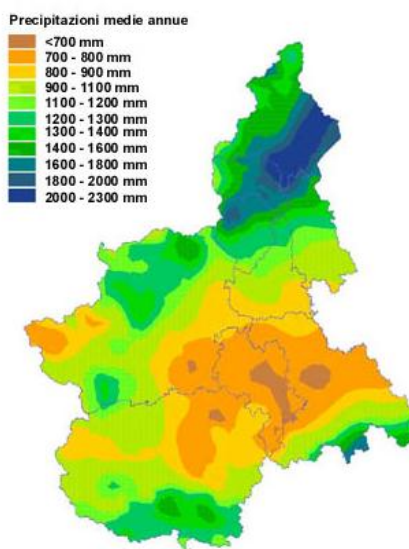 Precipitazioni medie annue
<700 mm
700 - 800 mm
800 - 900 mm
900 - 1100 mm
1100 - 1200 mm
1200 - 1300 mm
1300 - 1400 mm
1400 - 1600 mm
1600 - 1800 mm
1800 - 2000 mm
2000 - 2300 mm